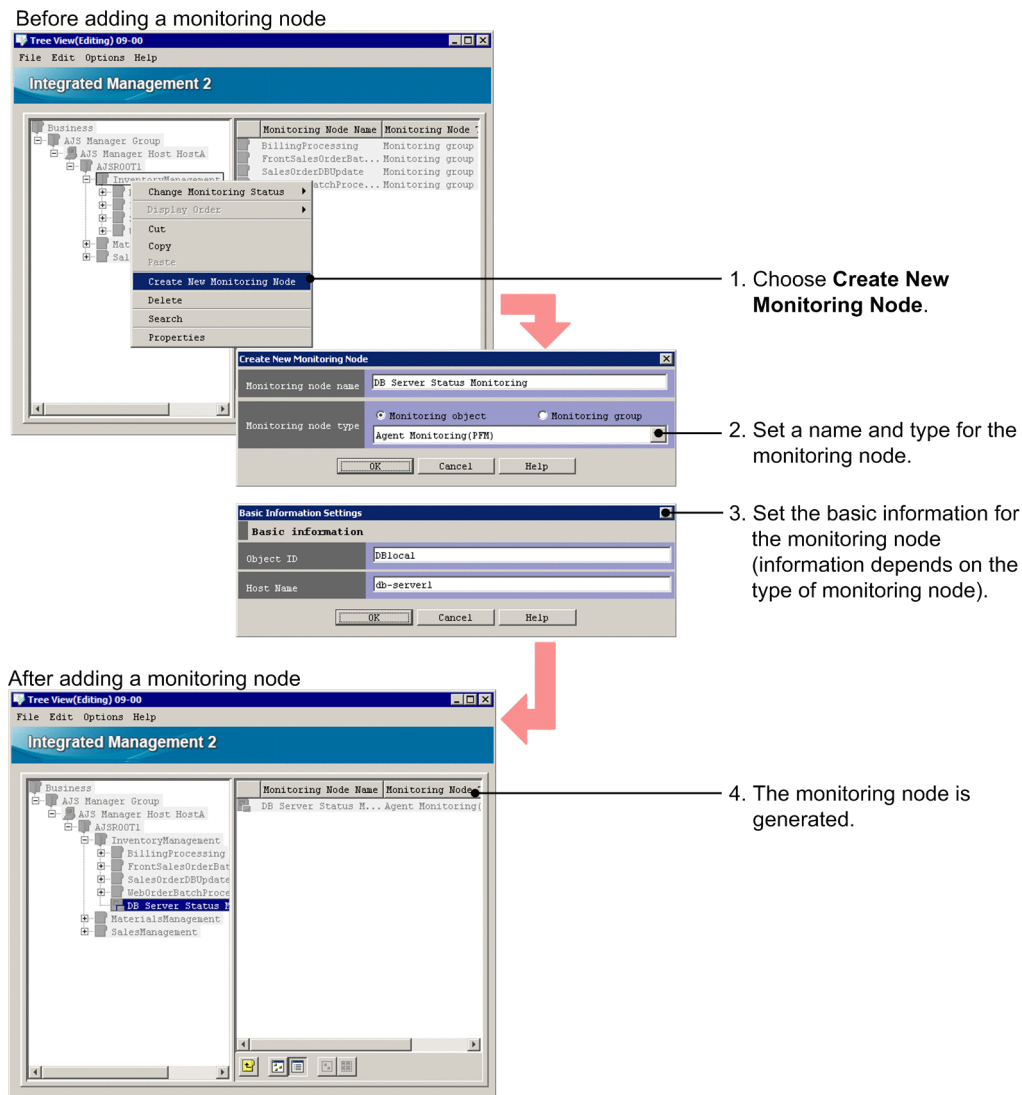 Before adding a monitoring node
Tree View(Editing) 09-00
File Edit Options Help
Integrated Management 2
Business
AJS Manager Group
AJS Manager Host HostA
AJSROOT1
InventoryManagement
Mat
Sal
Monitoring Node Name Monitoring Node
BillingProcessing Monitoring group
FrontSalesOrderBat... Monitoring group
SalesOrderDBUpdate Monitoring group
atchProce... Monitoring group
Change Monitoring Status
Display Order
Cut
Copy
Paste
Create New Monitoring Node
Delete
Search
Properties
1. Choose Create New
Monitoring Node.
Create New Monitoring Node
Monitoring node name DB Server Status Monitoring
Monitoring node type Monitoring object Monitoring group
Agent Monitoring(PFM)
OK Cancel Help
2. Set a name and type for the
monitoring node.
Basic Information Settings
Basic information
Object ID DBlocal
Host Name db-server1
OK Cancel Help
3. Set the basic information for
the monitoring node
(information depends on the
type of monitoring node).
After adding a monitoring node
Tree View(Editing) 09-00
File Edit Options Help
Integrated Management 2
Business
AJS Manager Group
AJS Manager Host HostA
AJSROOT1
InventoryManagement
BillingProcessing
FrontSalesOrderBat
SalesOrderDBUpdate
WebOrderBatchProce
DB Server Status M
MaterialsManagement
SalesManagement
Monitoring Node Name Monitoring Node
DB Server Status M... Agent Monitoring(
4. The monitoring node is
generated.